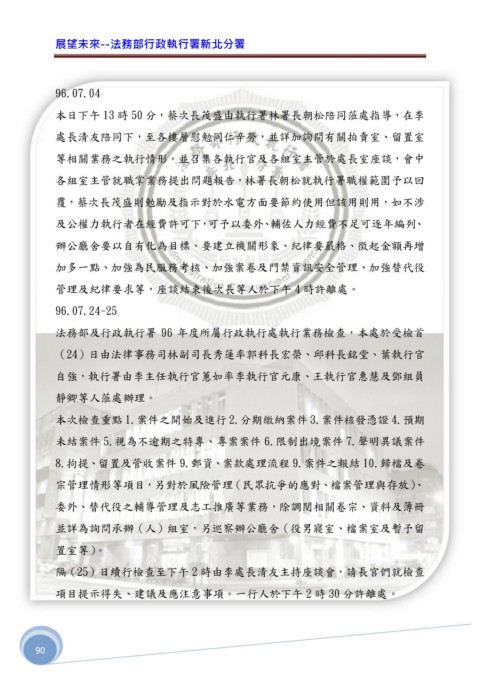 展望未來--法務部行政執行署新北分署
96.07.04
本日下午13時50分，蔡次長茂盛由執行署林署長朝松陪同蒞處指導，在李
處長清友陪同下，至各樓層慰勉同仁辛勞，並詳加詢問有關拍賣室、留置室
等相關業務之執行情形。並召集各執行官及各組室主管於處長室座談，會中
各組室主管就職掌業務提出問題報告，林署長朝松就執行署職權範圍予以回
覆，蔡次長茂盛則勉勵及指示對於水電方面要節約使用但該用則用，如不涉
及公權力執行者在經費許可下，可予以委外、輔佐人力經費不足可逐年編列、
辦公廳舍要以自有化為目標、要建立機關形象、紀律要嚴格、徵起金額再增
加多一點、加強為民服務考核、加強案卷及門禁資訊安全管理、加強替代役
管理及紀律要求等，座談結束後次長等人於下午4時許離處。
96.07.24~25
法務部及行政執行署96年度所屬行政執行處執行業務檢查，本處於受檢首
（24）日由法律事務司林副司長秀蓮率郭科長宏榮、邱科長銘堂、葉執行官
自強，執行署由李主任執行官蕙如率李執行官元康、王執行官惠慧及鄧組員
靜卿等人蒞處辦理。
本次檢查重點1.案件之開始及進行2.分期繳納案件3.案件核發憑證4.預期
未結案件5.視為不逾期之特專、專案案件6.限制出境案件7.聲明異議案件
8.拘提、留置及管收案件9.郵資、案款處理流程9.案件之報結10.歸檔及卷
宗管理情形等項目，另對於風險管理(民眾抗爭的應對、檔案管理與存放)、
委外、替代役之輔導管理及志工推廣等業務，除調閱相關卷宗、資料及簿冊
並詳為詢問承辦（人）組室，另巡察辦公廳舍（役男寢室、檔案室及暫予留
置室等）。
隔（25）日續行檢查至下午2時由李處長清友主持座談會，請長官們就檢查
項目提示得失、建議及應注意事項。一行人於下午2時30分許離處。
90